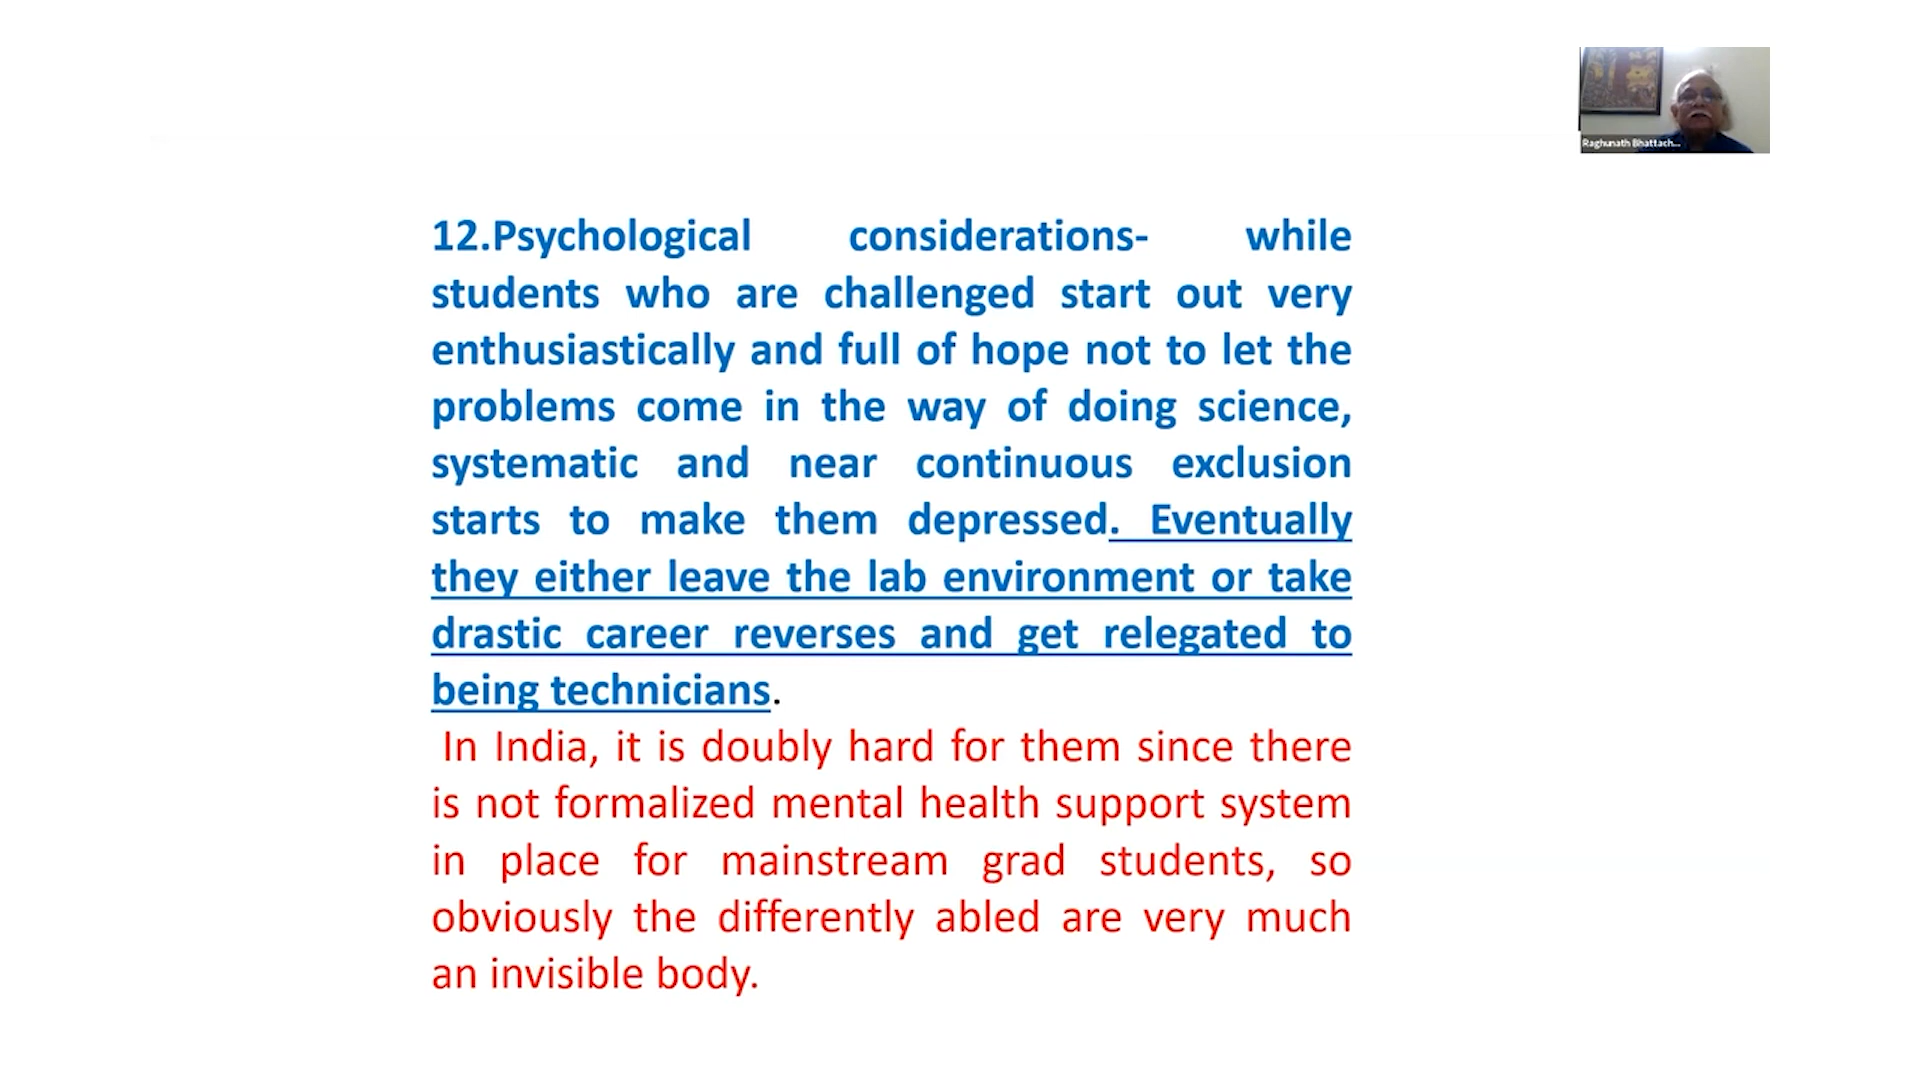 Raghunath Bhattach...
12.Psychological considerations- while
students who are challenged start out very
enthusiastically and full of hope not to let the
problems come in the way of doing science,
systematic and near continuous exclusion
starts to make them depressed. Eventually
they either leave the lab environment or take
drastic career reverses and get relegated to
being technicians.
In India, it is doubly hard for them since there
is not formalized mental health support system
in place for mainstream grad students, so
obviously the differently abled are very much
an invisible body.